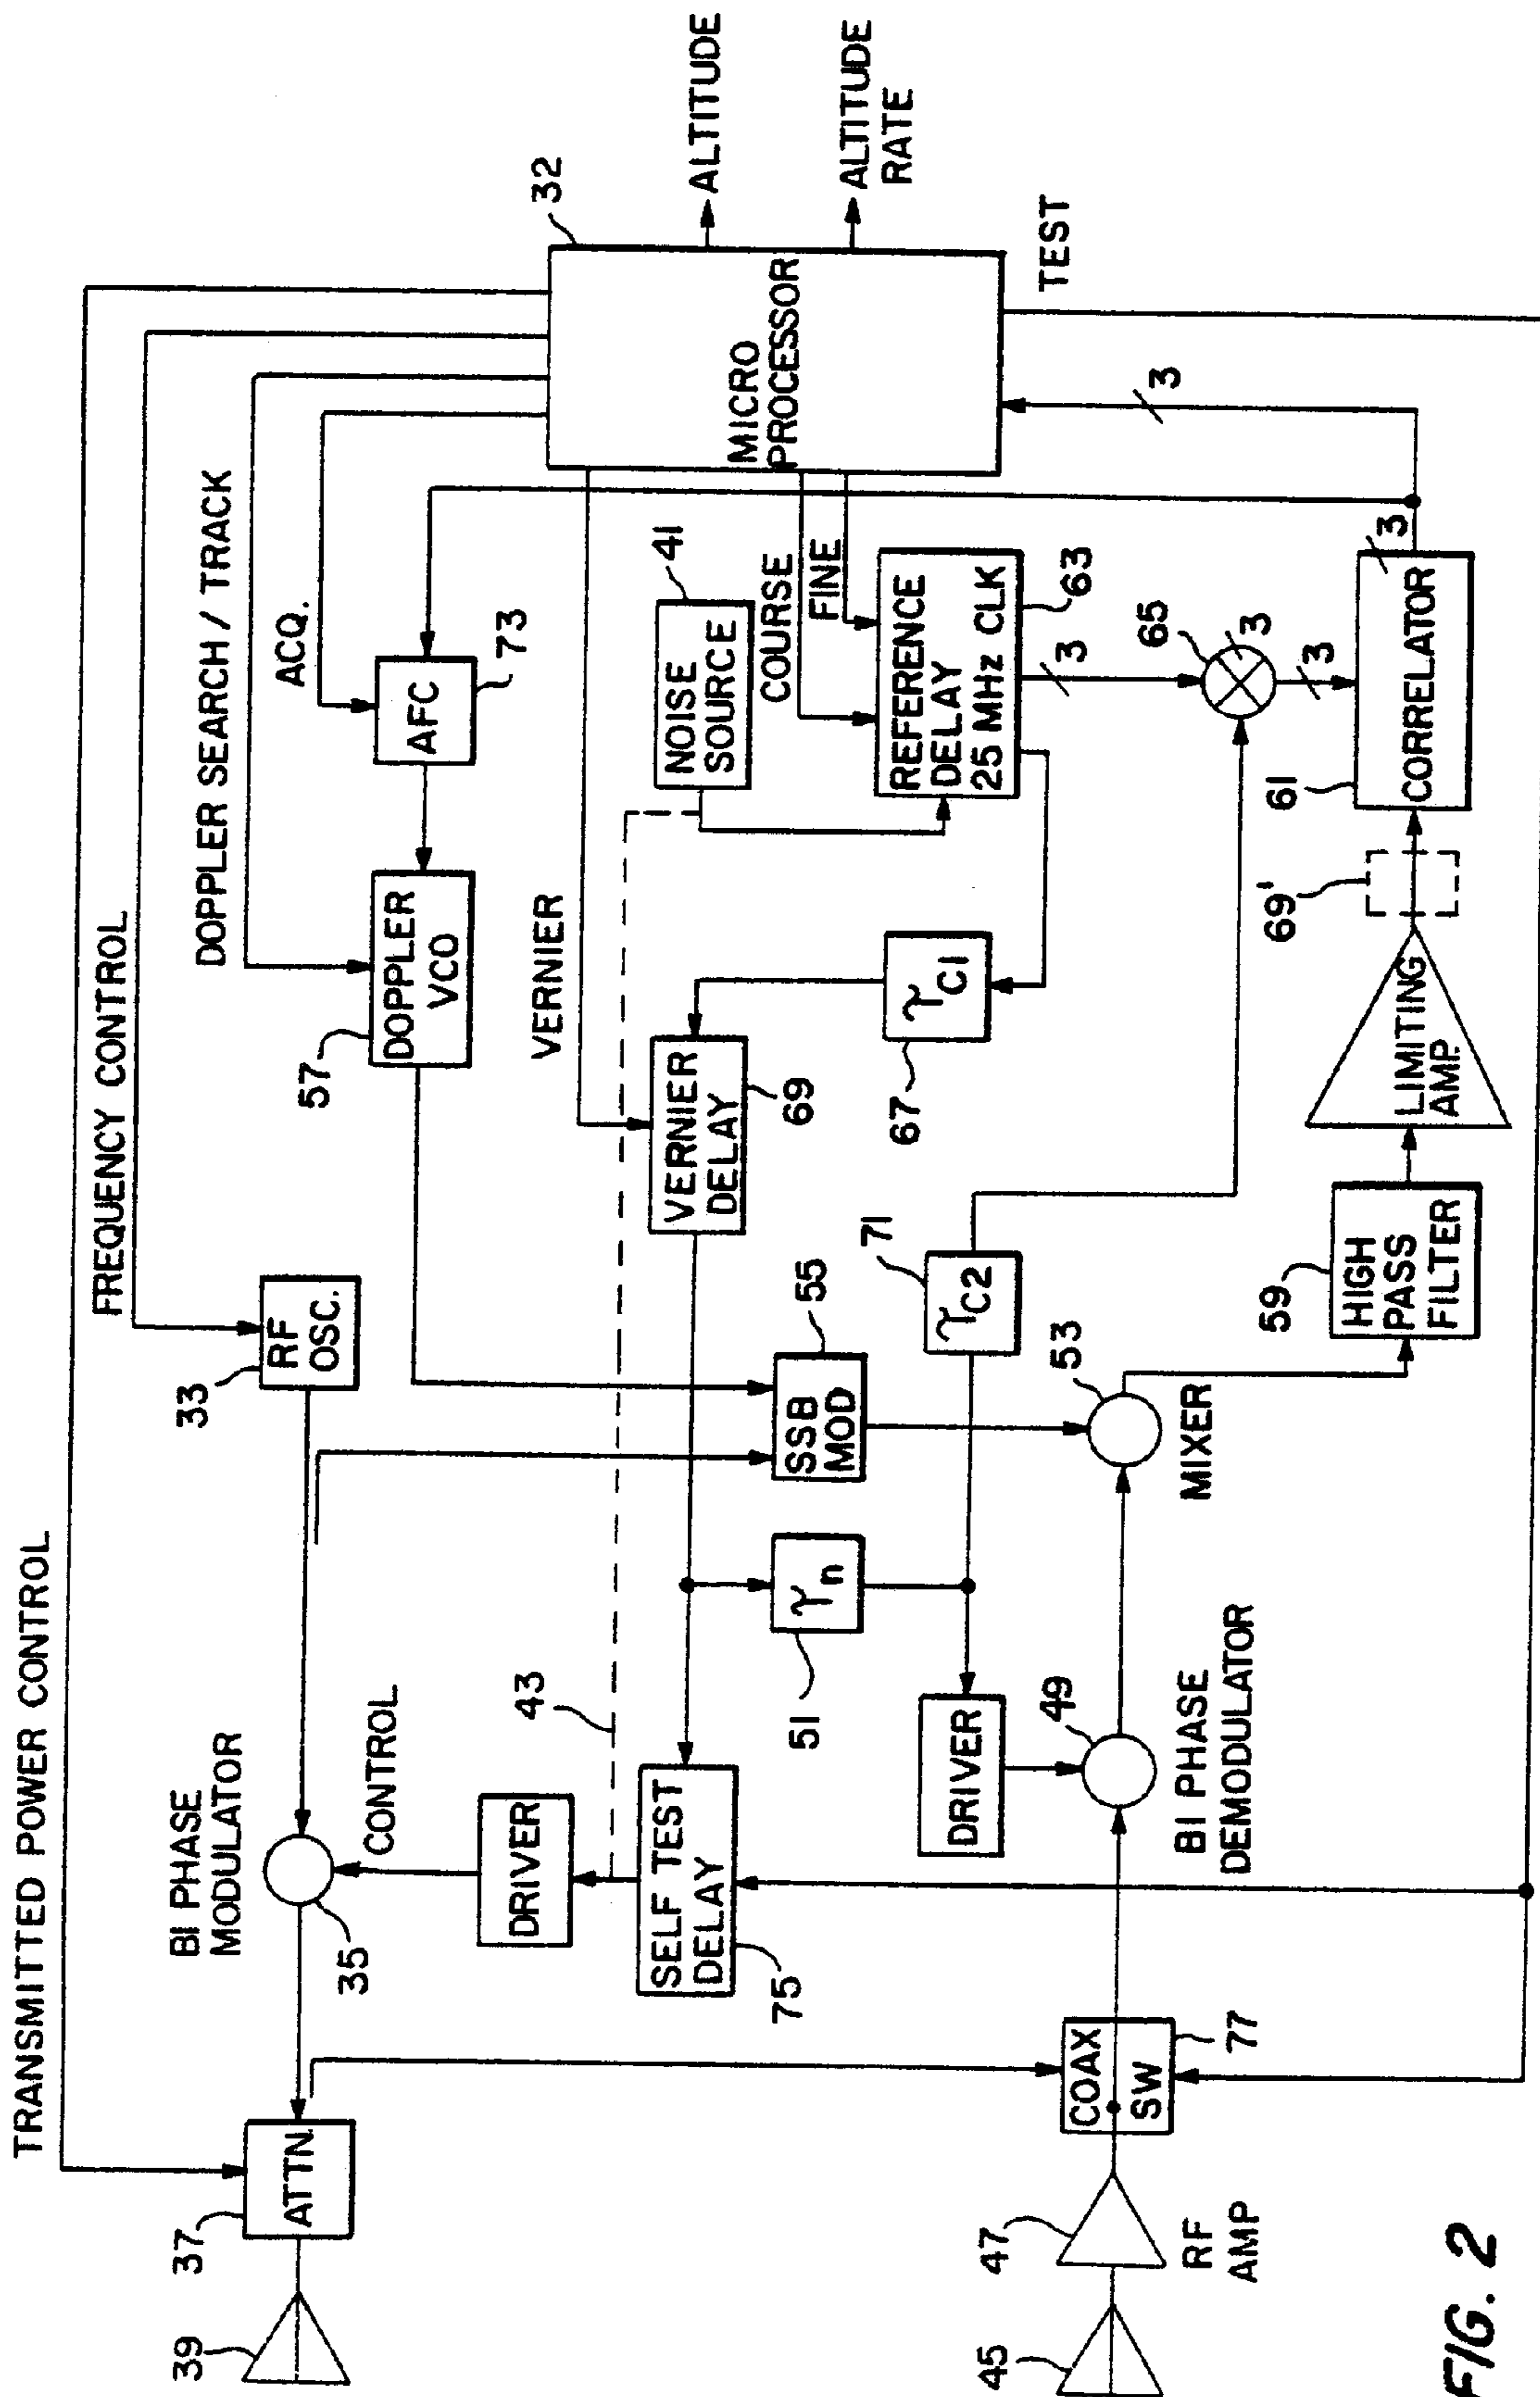 TRANSMITTED POWER CONTROL
FREQUENCY CONTROL
DOPPLER SEARCH / TRACK
ACQ.
39
37
ATTN.
BI PHASE
MODULATOR
35
CONTROL
33
RF
OSC.
57
DOPPLER
VCO
AFC
73
32
MICRO
PROCESSOR
ALTITUDE
ALTITUDE
RATE
TEST
DRIVER
43
SELF TEST
DELAY
75
VERNIER
VERNIER
DELAY
69
NOISE
SOURCE
41
COURSE
FINE
51
τn
SSB
MOD
55
67
τC1
REFERENCE
DELAY
25 MHz CLK
63
3
71
τC2
65
3
3
3
45
47
RF
AMP
COAX
SW
77
DRIVER
49
BI PHASE
DEMODULATOR
53
MIXER
59
HIGH
PASS
FILTER
LIMITING
AMP.
69'
61
CORRELATOR
3
FIG. 2